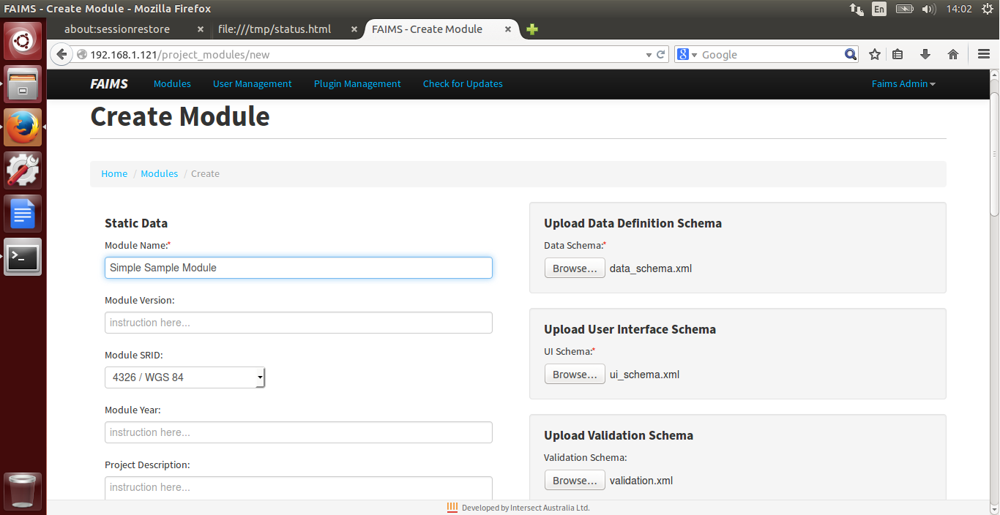 FAIMS - Create Module - Mozilla Firefox
En
14:02
about:sessionrestore
file:///tmp/status.html
FAIMS - Create Module
192.168.1.121/project_modules/new
8
Google
FAIMS
Modules
User Management
Plugin Management
Check for Updates
Faims Admin
Create Module
Home / Modules / Create
Static Data
Module Name:*
Simple Sample Module
Module Version:
instruction here...
Module SRID:
4326 / WGS 84
Module Year:
instruction here...
Project Description:
instruction here...
Upload Data Definition Schema
Data Schema:*
Browse... data_schema.xml
Upload User Interface Schema
UI Schema:*
Browse... ui_schema.xml
Upload Validation Schema
Validation Schema:
Browse... validation.xml
Developed by Intersect Australia Ltd.